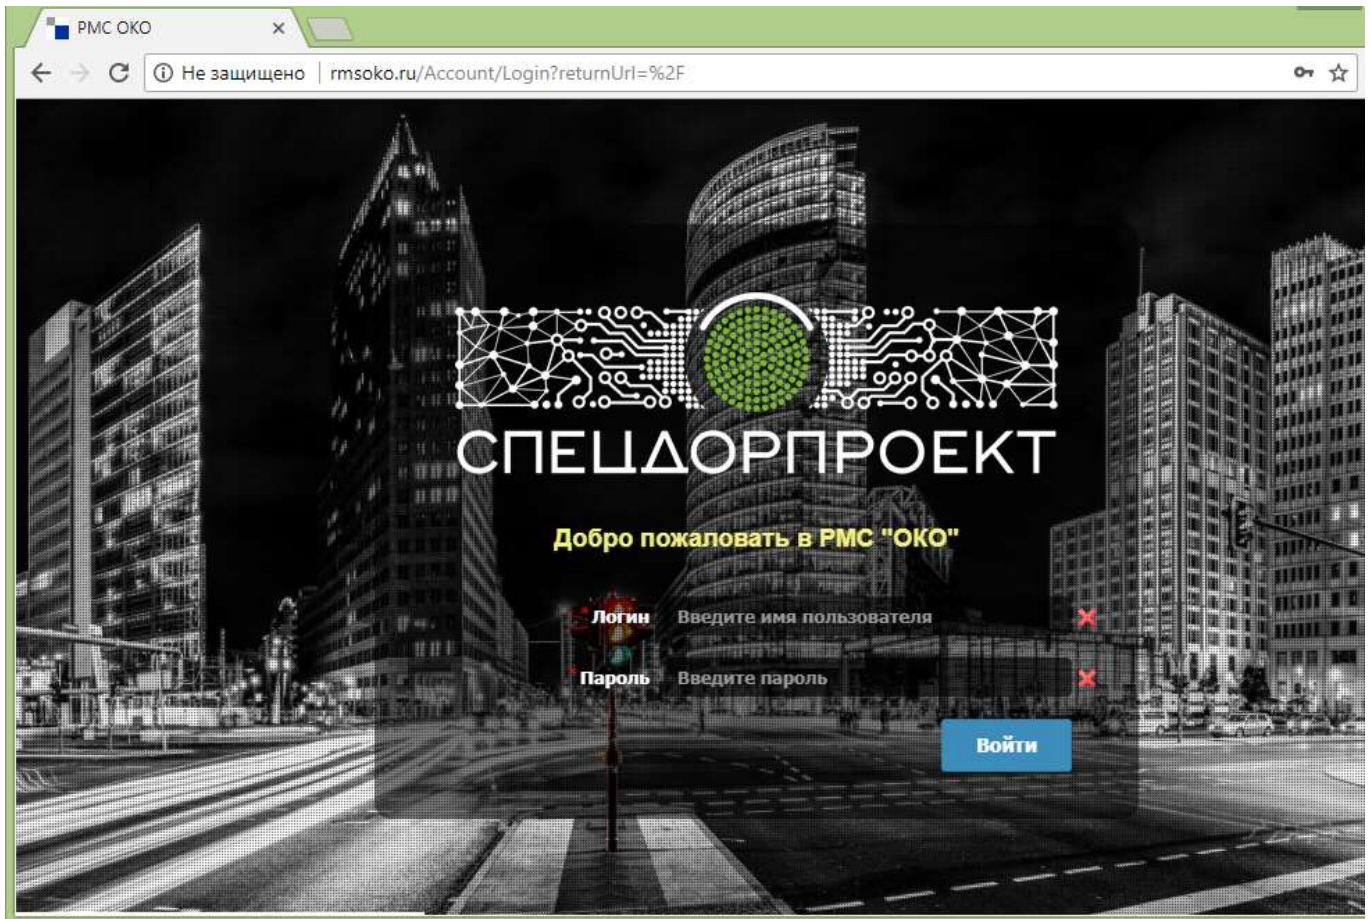 РМС ОКО
Не защищено | rmsoko.ru/Account/Login?returnUrl=%2F
СПЕЦДОРПРОЕКТ
Добро пожаловать в РМС "ОКО"
* Логин Введите имя пользователя
* Пароль Введите пароль
Войти